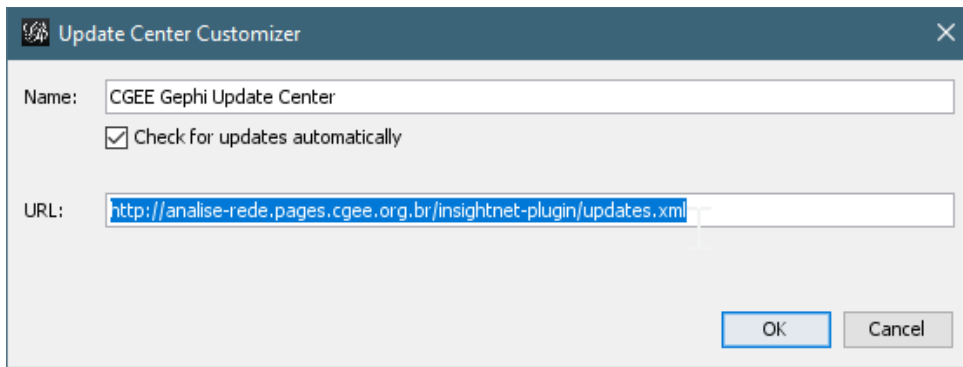 Update Center Customizer
Name: CGEE Gephi Update Center
Check for updates automatically
URL: http://analise-rede.pages.cgee.org.br/insightnet-plugin/updates.xml
OK Cancel